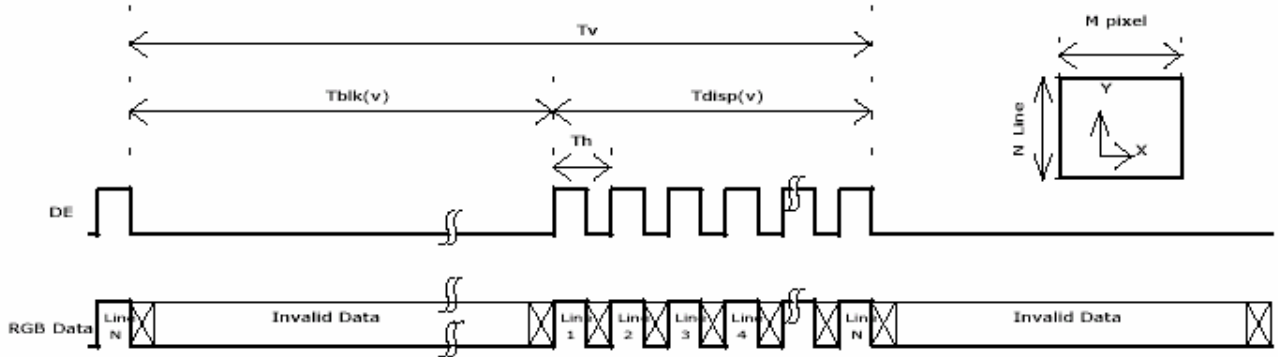 Tv
M pixel
Tblk(v)
Tdisp(v)
N Line
Y
X
Th
DE
RGB Data
Line
N
Invalid Data
Line
1
Line
2
Line
3
Line
4
Line
N
Invalid Data